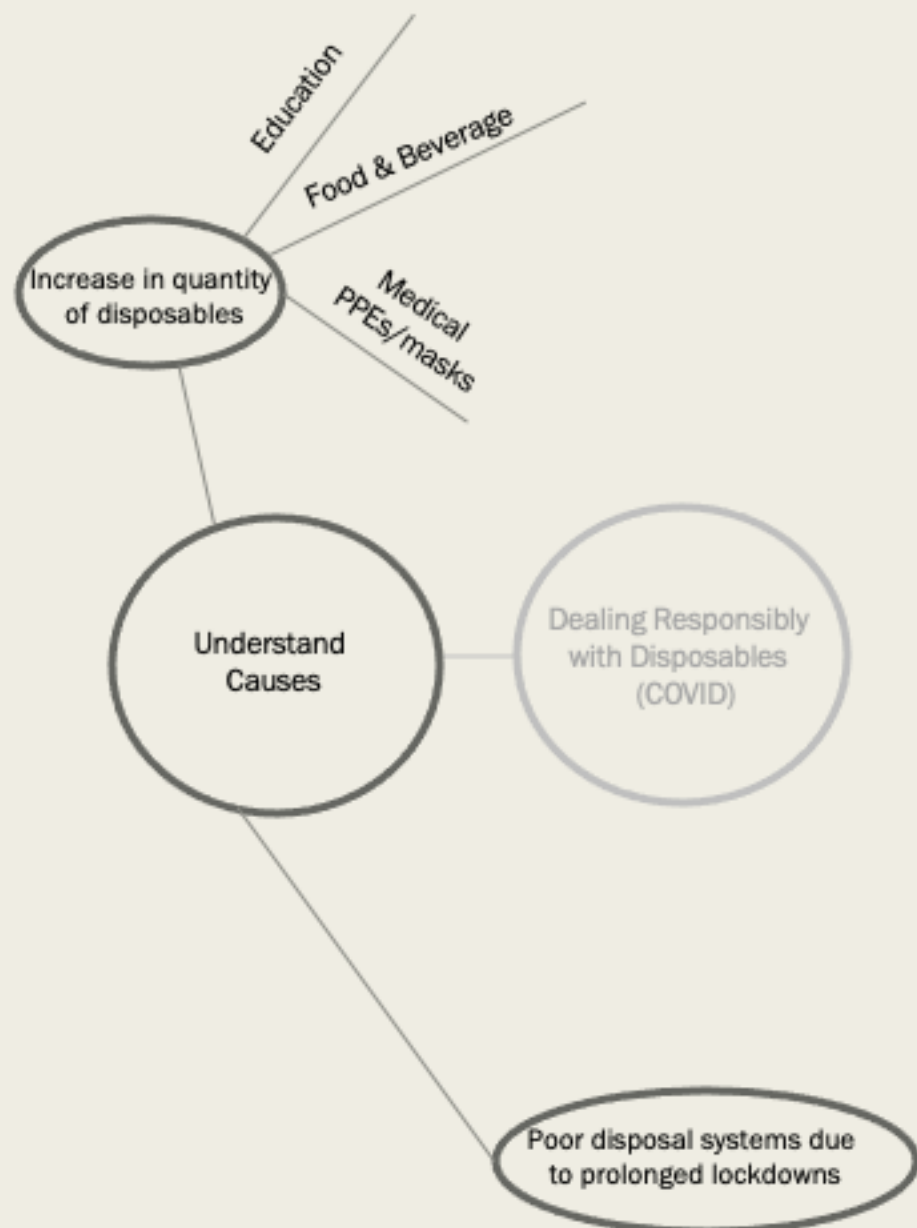 Education
Food & Beverage
Increase in quantity
of disposables
Medical
PPEs/masks
Understand
Causes
Dealing Responsibly
with Disposables
(COVID)
Poor disposal systems due
to prolonged lockdowns